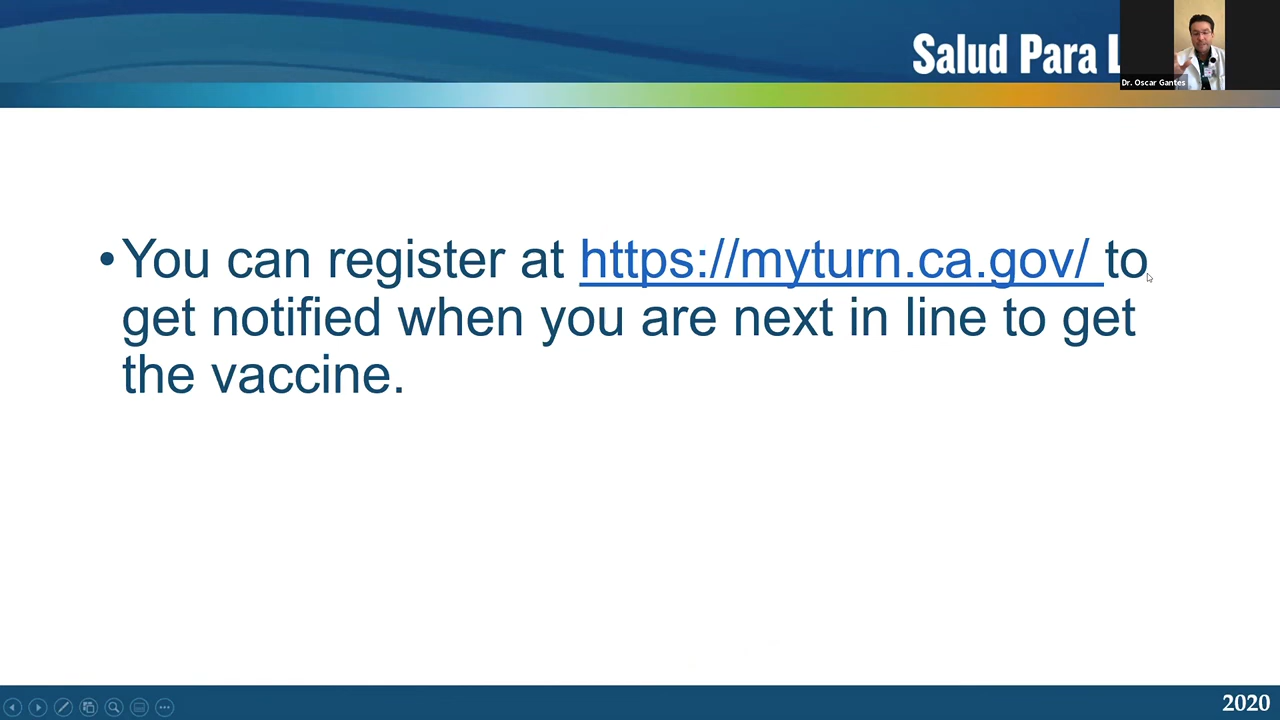 Salud Para L
Dr. Oscar Gantes
•You can register at https://myturn.ca.gov/ to
get notified when you are next in line to get
the vaccine.
2020